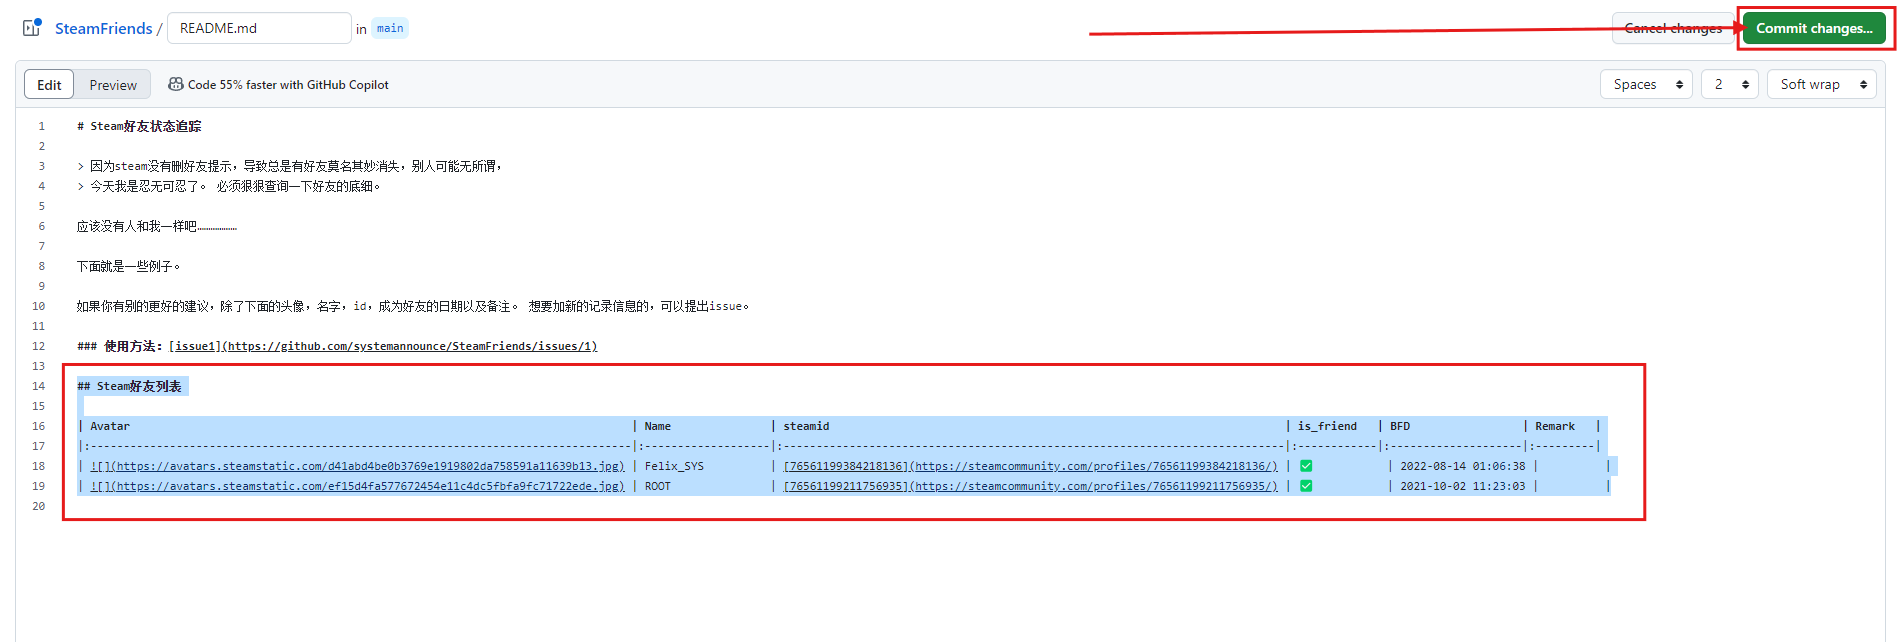 SteamFriends / README.md in main Cancel changes Commit changes...
Edit Preview Code 55% faster with GitHub Copilot Spaces 2 Soft wrap
1 # Steam好友状态追踪
2
3 > 因为steam没有删好友提示，导致总是有好友莫名其妙消失，别人可能无所谓，
4 > 今天我是忍无可忍了。 必须狠狠查询一下好友的底细。
5
6 应该没有人和我一样吧………………
7
8 下面就是一些例子。
9
10 如果你有别的更好的建议，除了下面的头像，名字，id，成为好友的日期以及备注。 想要加新的记录信息的，可以提出issue。
11
12 ### 使用方法：[issue1](https://github.com/systemannounce/SteamFriends/issues/1)
13
14 ## Steam好友列表
15
16 | Avatar | Name | steamid | is_friend | BFD | Remark |
17 |:----------------------------------------------------------------------------------|:--------------------|:----------------------------------------------------------------------------|:------------|:--------------------|:---------|
18 | ![](https://avatars.steamstatic.com/d41abd4be0b3769e1919802da758591a11639b13.jpg) | Felix_SYS | [76561199384218136](https://steamcommunity.com/profiles/76561199384218136/) | ✅ | 2022-08-14 01:06:38 | |
19 | ![](https://avatars.steamstatic.com/ef15d4fa577672454e11c4dc5fbfa9fc71722ede.jpg) | ROOT | [76561199211756935](https://steamcommunity.com/profiles/76561199211756935/) | ✅ | 2021-10-02 11:23:03 | |
20